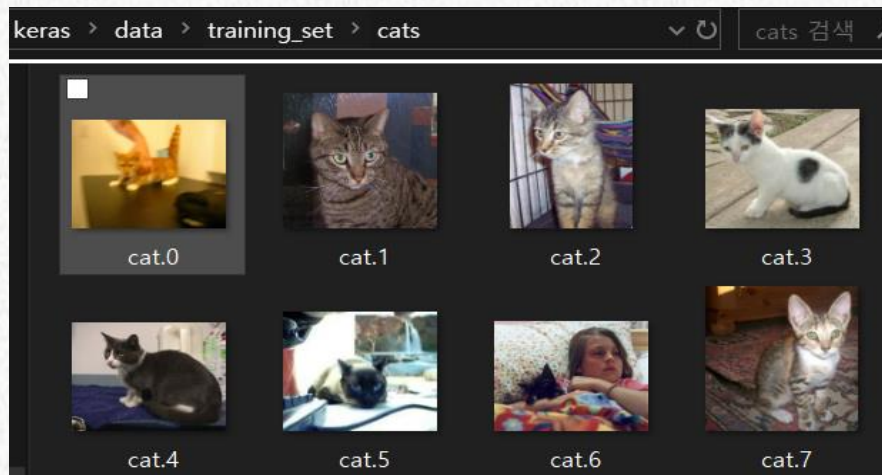 keras > data > training_set > cats cats 검색
cat.0 cat.1 cat.2 cat.3
cat.4 cat.5 cat.6 cat.7